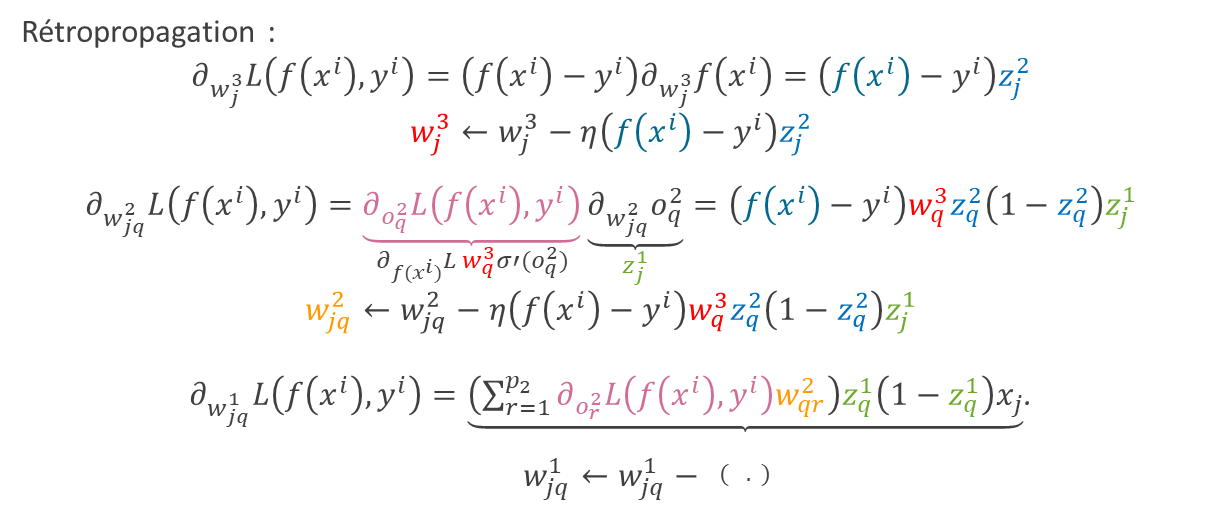 Rétropropagation :
∂_{w_j^3} L(f(x^i), y^i) = (f(x^i) − y^i)∂_{w_j^3} f(x^i) = (f(x^i) − y^i)z_j^2
w_j^3 ← w_j^3 − η(f(x^i) − y^i)z_j^2
∂_{w_{jq}^2} L(f(x^i), y^i) = ∂_{o_q^2} L(f(x^i), y^i) ∂_{w_{jq}^2} o_q^2 = (f(x^i) − y^i)w_q^3 z_q^2(1 − z_q^2)z_j^1
∂_{f(x^i)} L w_q^3 σ′(o_q^2) z_j^1
w_{jq}^2 ← w_{jq}^2 − η(f(x^i) − y^i)w_q^3 z_q^2(1 − z_q^2)z_j^1
∂_{w_{jq}^1} L(f(x^i), y^i) = (∑_{r=1}^{p_2} ∂_{o_r^2} L(f(x^i), y^i)w_{qr}^2)z_q^1(1 − z_q^1)x_j.
w_{jq}^1 ← w_{jq}^1 − ( . )